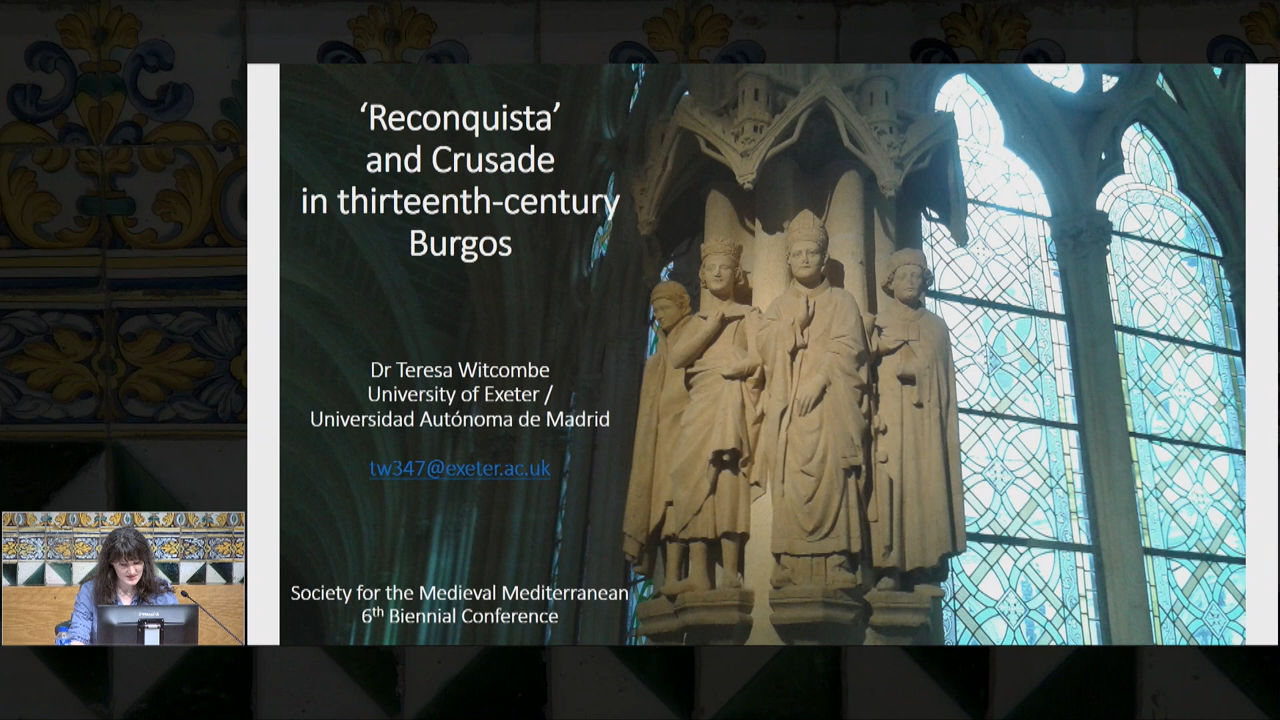 ‘Reconquista’
and Crusade
in thirteenth-century
Burgos
Dr Teresa Witcombe
University of Exeter /
Universidad Autónoma de Madrid
tw347@exeter.ac.uk
Society for the Medieval Mediterranean
6th Biennial Conference